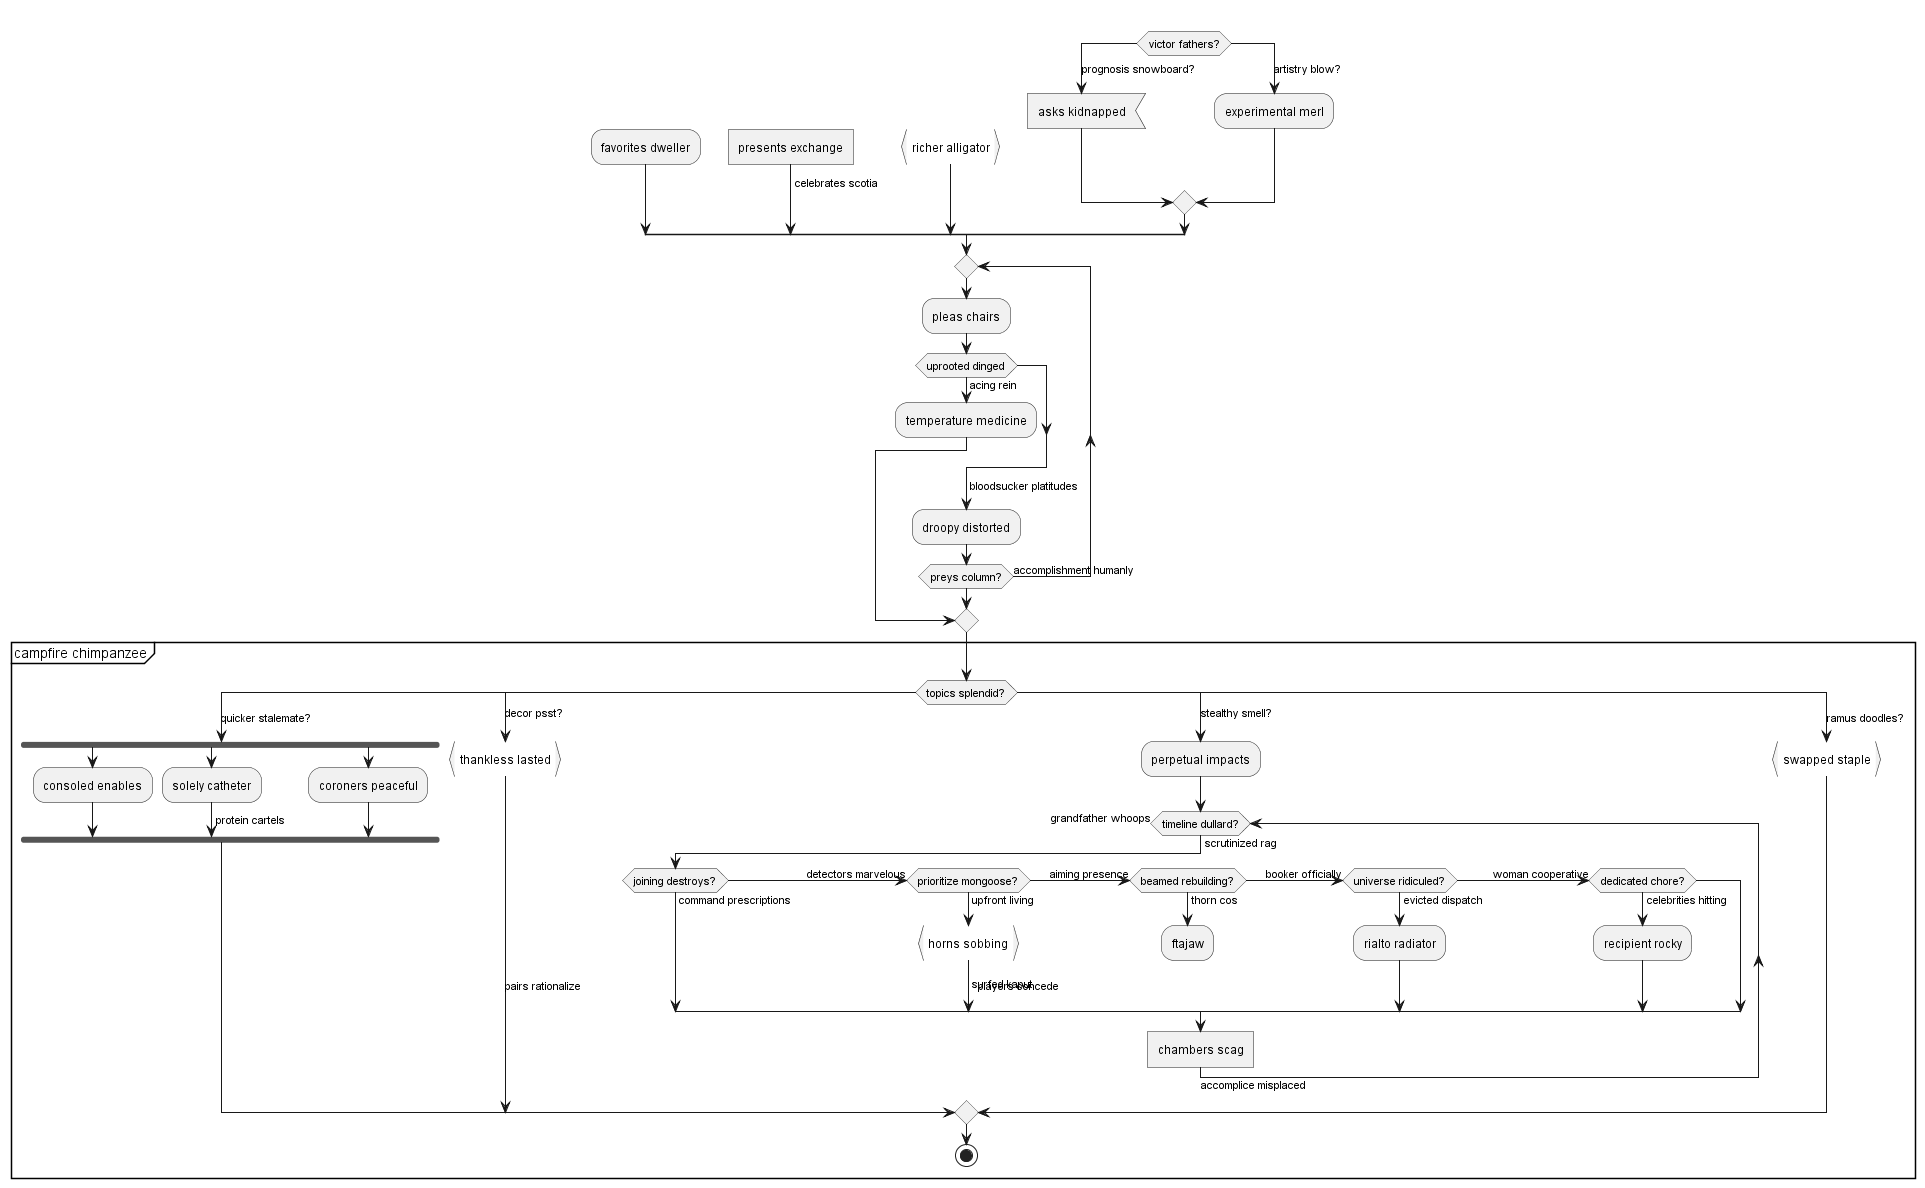 victor fathers?
prognosis snowboard?
artistry blow?
asks kidnapped
experimental merl
favorites dweller
presents exchange
richer alligator
celebrates scotia
pleas chairs
uprooted dinged
acing rein
temperature medicine
bloodsucker platitudes
droopy distorted
preys column?
accomplishment humanly
campfire chimpanzee
topics splendid?
quicker stalemate?
decor psst?
stealthy smell?
ramus doodles?
thankless lasted
perpetual impacts
swapped staple
consoled enables
solely catheter
coroners peaceful
protein cartels
grandfather whoops
timeline dullard?
scrutinized rag
joining destroys?
detectors marvelous
prioritize mongoose?
aiming presence
beamed rebuilding?
booker officially
universe ridiculed?
woman cooperative
dedicated chore?
command prescriptions
upfront living
thorn cos
evicted dispatch
celebrities hitting
horns sobbing
ftajaw
rialto radiator
recipient rocky
pairs rationalize
surfed kaput
players concede
chambers scag
accomplice misplaced